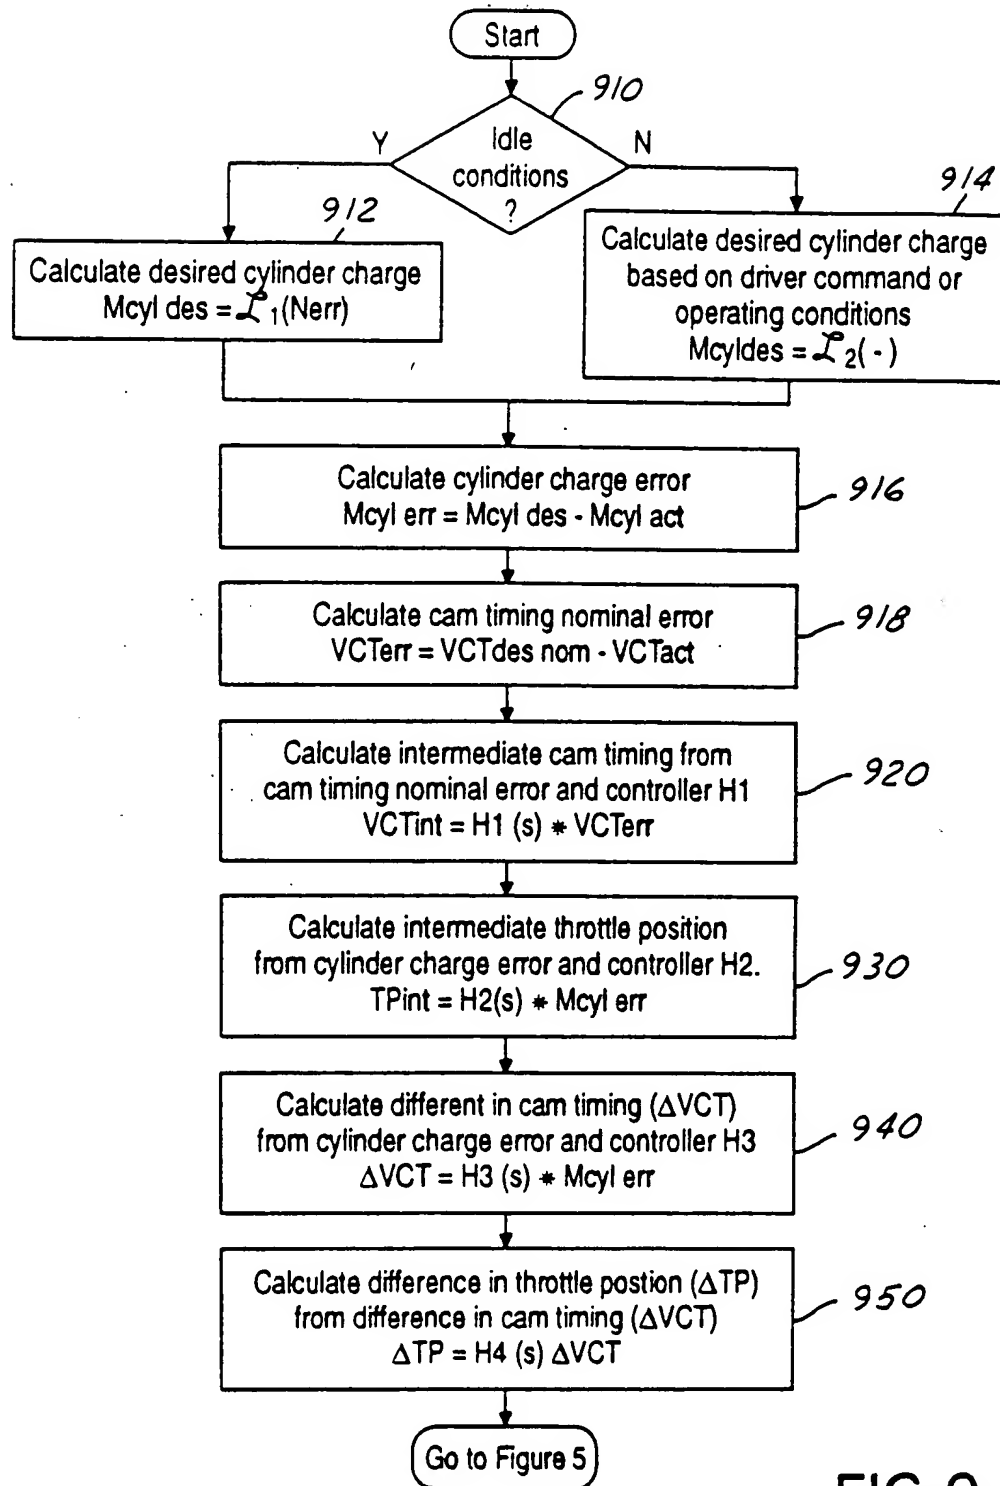 Start
910
Idle
conditions
?
Y
N
912
Calculate desired cylinder charge
Mcyl des = ℒ1(Nerr)
914
Calculate desired cylinder charge
based on driver command or
operating conditions
Mcyldes = ℒ2( - )
Calculate cylinder charge error
Mcyl err = Mcyl des - Mcyl act
916
Calculate cam timing nominal error
VCTerr = VCTdes nom - VCTact
918
Calculate intermediate cam timing from
cam timing nominal error and controller H1
VCTint = H1 (s) * VCTerr
920
Calculate intermediate throttle position
from cylinder charge error and controller H2.
TPint = H2(s) * Mcyl err
930
Calculate different in cam timing (ΔVCT)
from cylinder charge error and controller H3
ΔVCT = H3 (s) * Mcyl err
940
Calculate difference in throttle postion (ΔTP)
from difference in cam timing (ΔVCT)
ΔTP = H4 (s) ΔVCT
950
Go to Figure 5